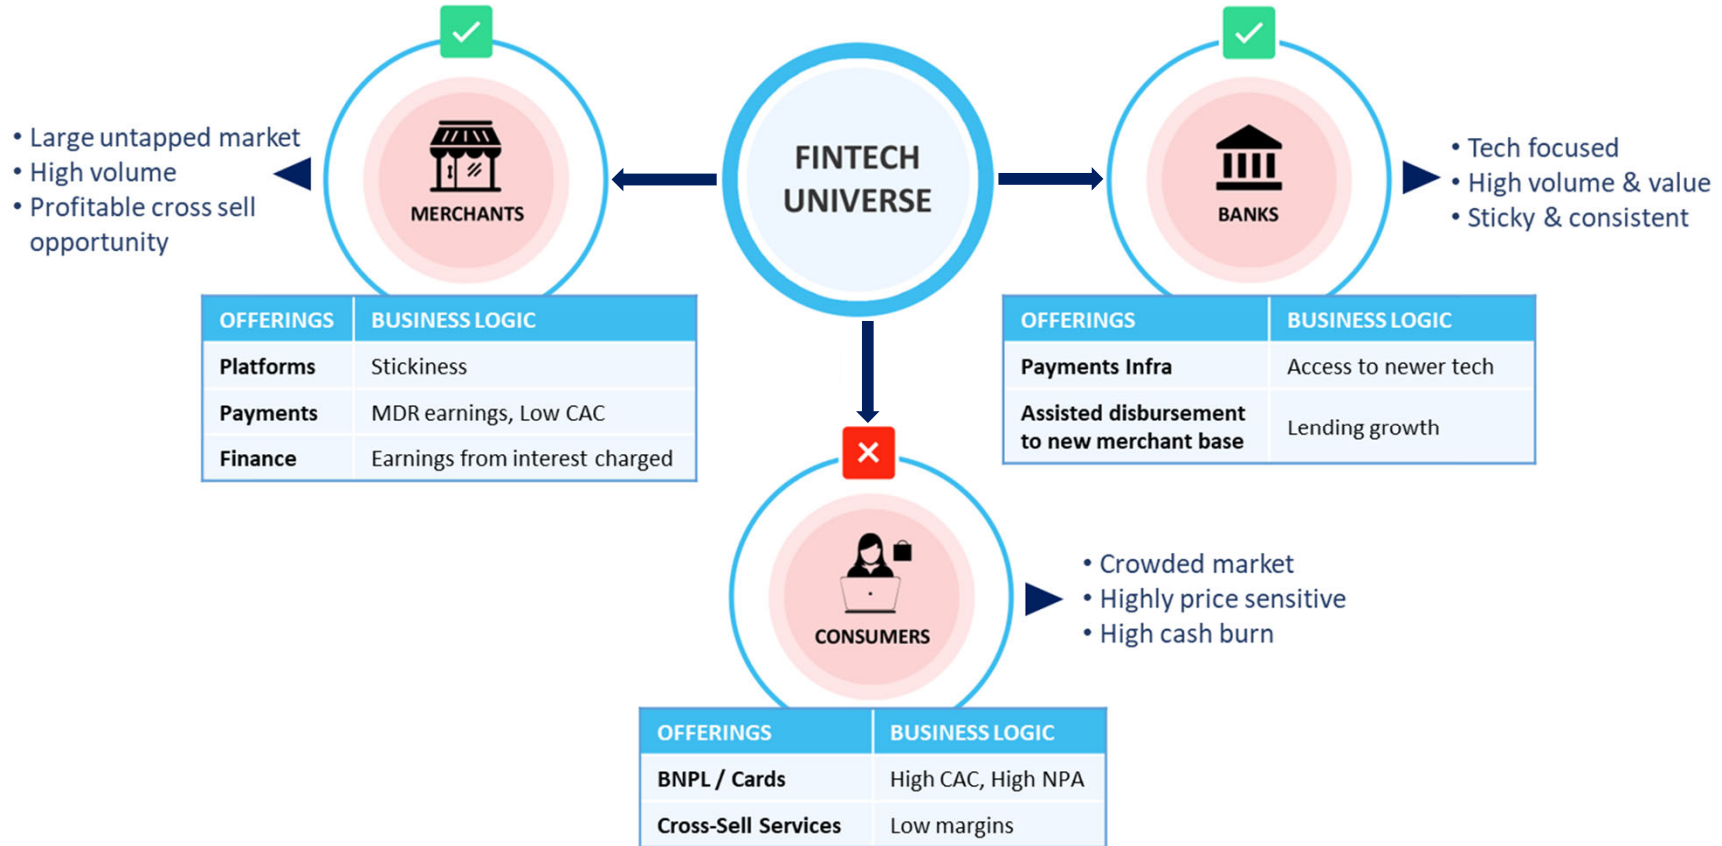 • Large untapped market
• High volume
• Profitable cross sell
opportunity
MERCHANTS
FINTECH
UNIVERSE
BANKS
• Tech focused
• High volume & value
• Sticky & consistent
OFFERINGS BUSINESS LOGIC
Platforms Stickiness
Payments MDR earnings, Low CAC
Finance Earnings from interest charged
OFFERINGS BUSINESS LOGIC
Payments Infra Access to newer tech
Assisted disbursement
to new merchant base Lending growth
CONSUMERS
• Crowded market
• Highly price sensitive
• High cash burn
OFFERINGS BUSINESS LOGIC
BNPL / Cards High CAC, High NPA
Cross-Sell Services Low margins